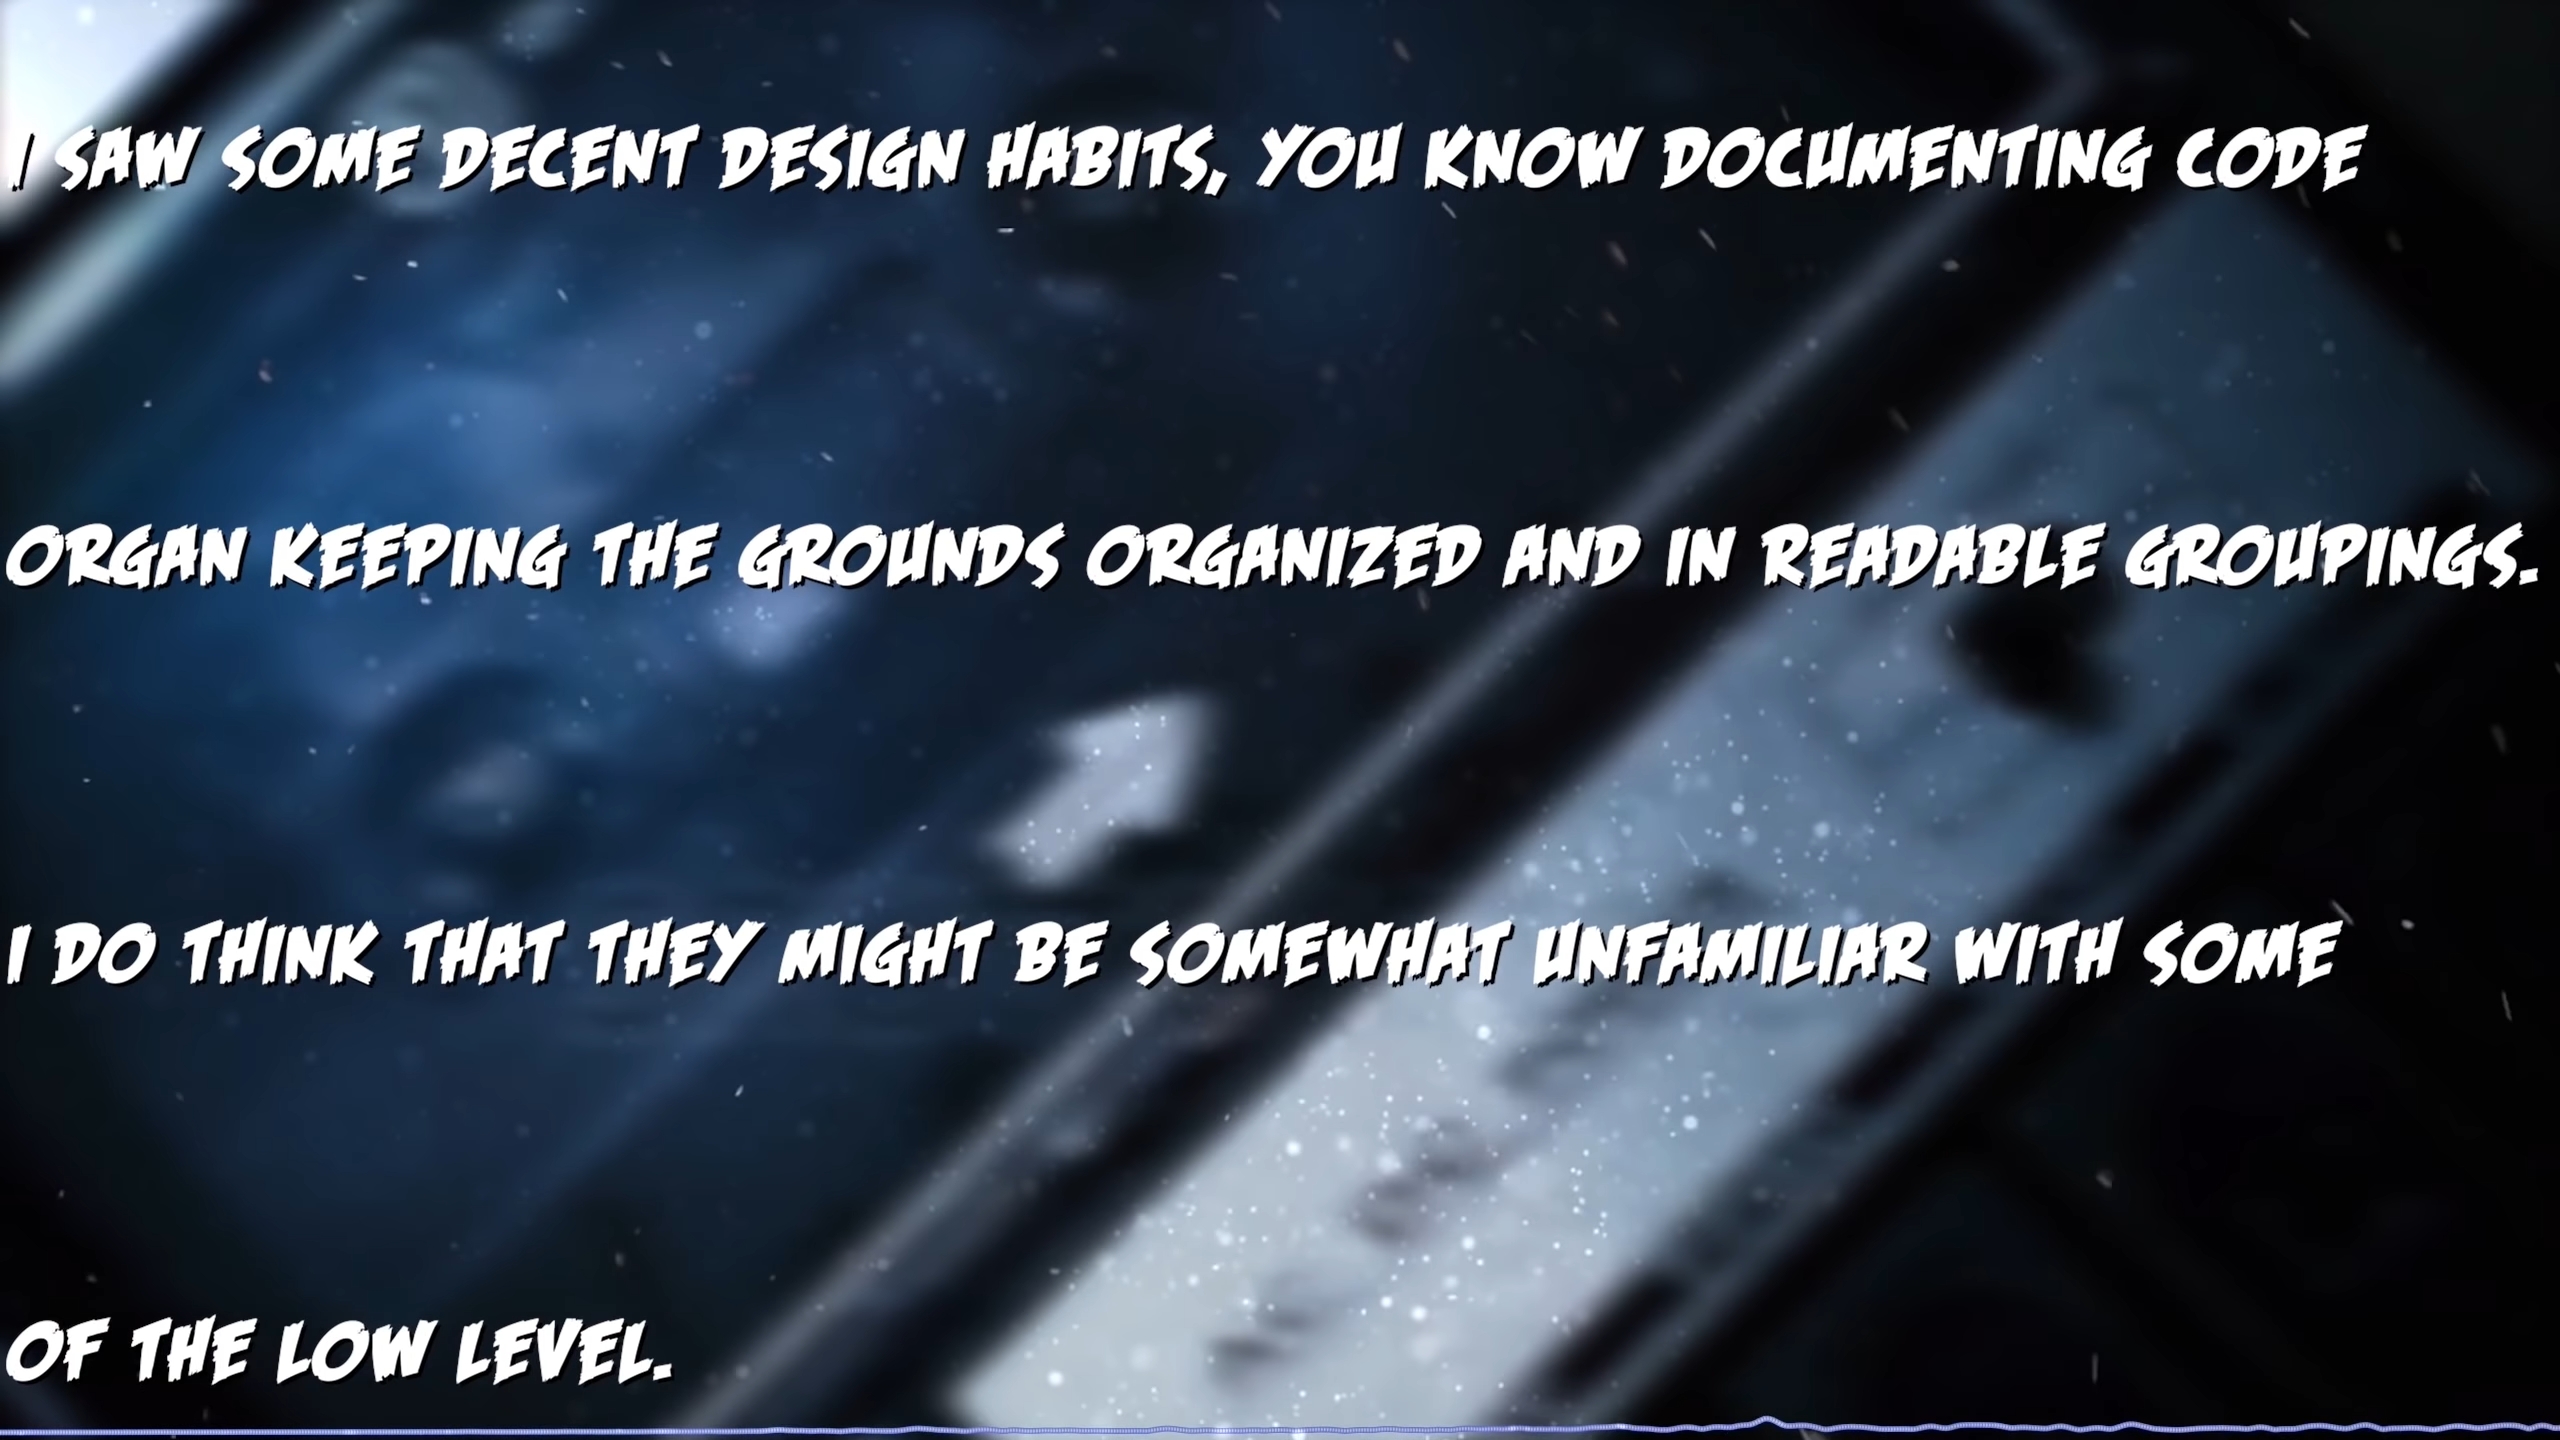 I SAW SOME DECENT DESIGN HABITS, YOU KNOW DOCUMENTING CODE
ORGAN KEEPING THE GROUNDS ORGANIZED AND IN READABLE GROUPINGS.
I DO THINK THAT THEY MIGHT BE SOMEWHAT UNFAMILIAR WITH SOME
OF THE LOW LEVEL.